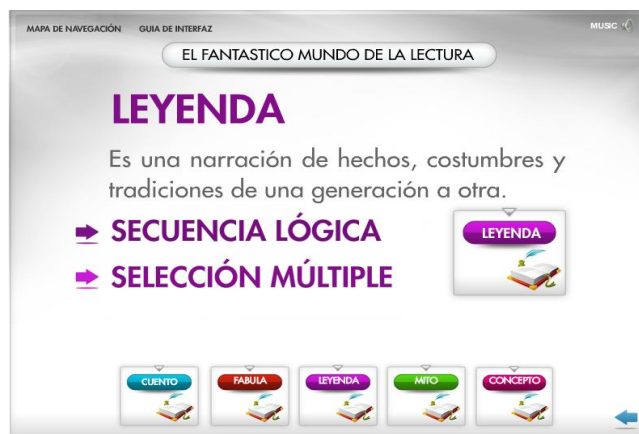 MAPA DE NAVEGACIÓN GUIA DE INTERFAZ MUSIC
EL FANTASTICO MUNDO DE LA LECTURA
LEYENDA
Es una narración de hechos, costumbres y
tradiciones de una generación a otra.
SECUENCIA LÓGICA
LEYENDA
SELECCIÓN MÚLTIPLE
CUENTO FABULA LEYENDA MITO CONCEPTO